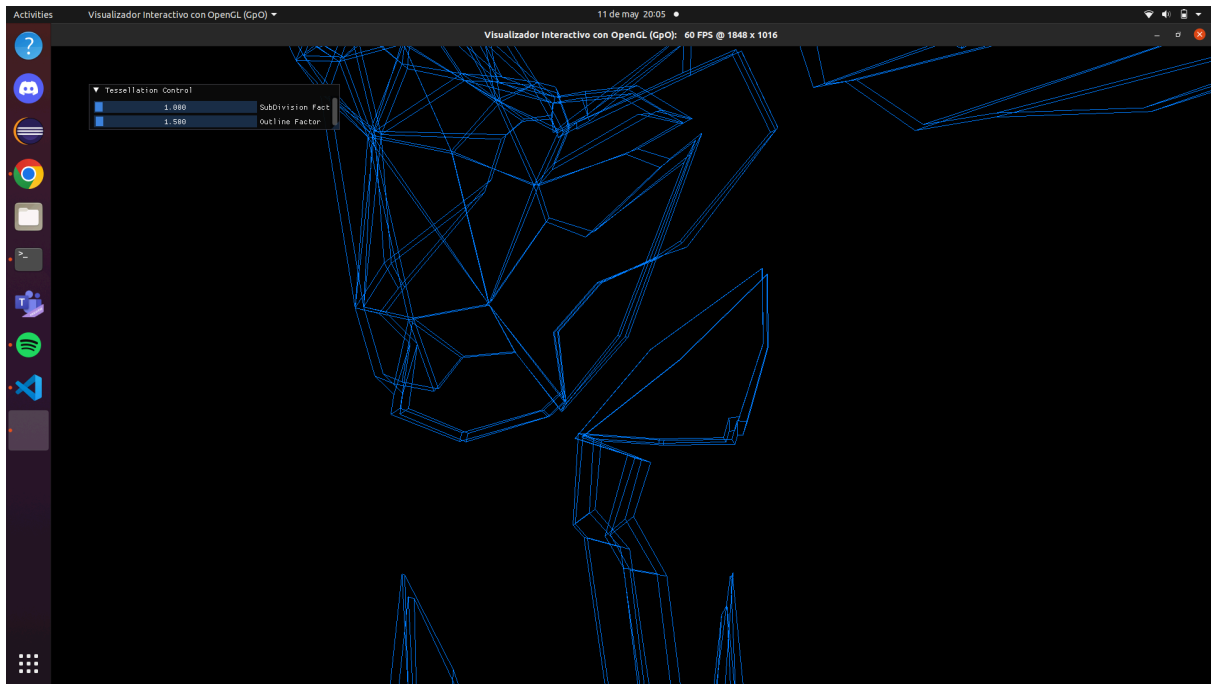 Activities
Visualizador Interactivo con OpenGL (GpO)
11 de may 20:05
Visualizador Interactivo con OpenGL (GpO): 60 FPS @ 1848 x 1016
Tessellation Control
1.000 SubDivision Fact
1.500 Outline Factor